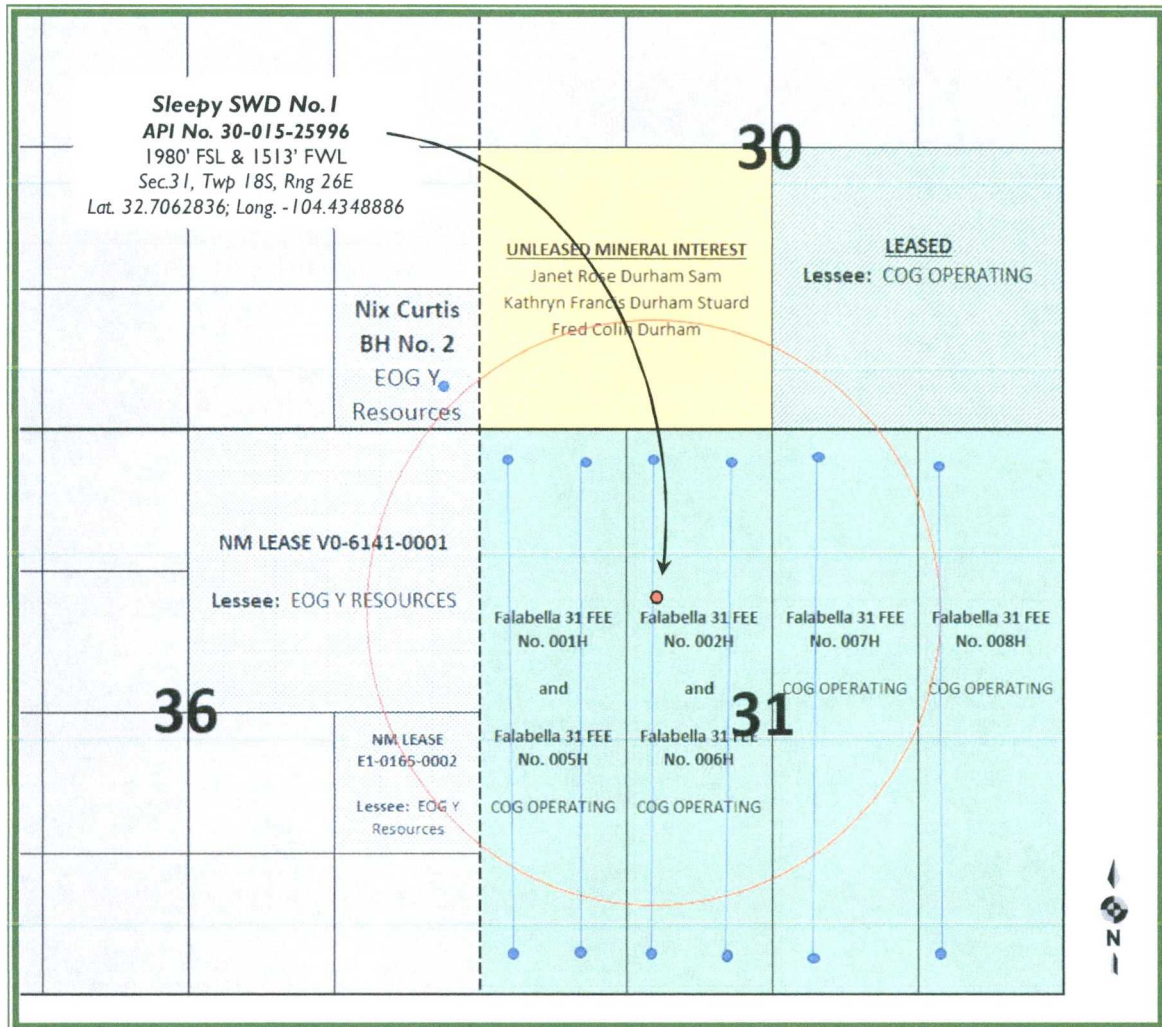 Sleepy SWD No.1
API No. 30-015-25996
1980' FSL & 1513' FWL
Sec.31, Twp 18S, Rng 26E
Lat. 32.7062836; Long. -104.4348886
30
UNLEASED MINERAL INTEREST
Janet Rose Durham Sam
Kathryn Francis Durham Stuard
Fred Colin Durham
LEASED
Lessee: COG OPERATING
Nix Curtis
BH No. 2
EOG Y
Resources
NM LEASE V0-6141-0001
Lessee: EOG Y RESOURCES
36
NM LEASE
E1-0165-0002
Lessee: EOG Y
Resources
Falabella 31 FEE
No. 001H
and
Falabella 31 FEE
No. 005H
COG OPERATING
Falabella 31 FEE
No. 002H
and
Falabella 31 FEE
No. 006H
COG OPERATING
31
Falabella 31 FEE
No. 007H
COG OPERATING
Falabella 31 FEE
No. 008H
COG OPERATING
N